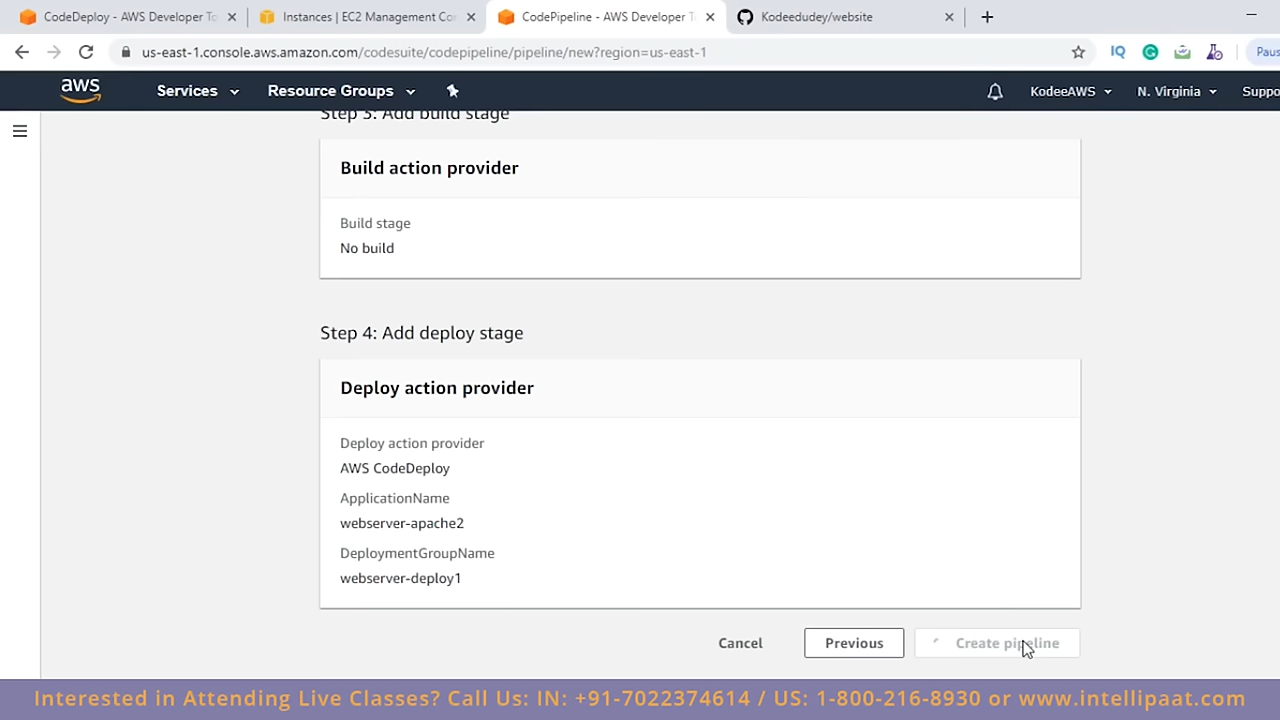 CodeDeploy - AWS Developer To
Instances | EC2 Management Con
CodePipeline - AWS Developer T
Kodeedudey/website
us-east-1.console.aws.amazon.com/codesuite/codepipeline/pipeline/new?region=us-east-1
IQ
Paus
aws
Services
Resource Groups
KodeeAWS
N. Virginia
Suppo
Step 3: Add build stage
Build action provider
Build stage
No build
Step 4: Add deploy stage
Deploy action provider
Deploy action provider
AWS CodeDeploy
ApplicationName
webserver-apache2
DeploymentGroupName
webserver-deploy1
Cancel
Previous
Create pipeline
Interested in Attending Live Classes? Call Us: IN: +91-7022374614 / US: 1-800-216-8930 or www.intellipaat.com